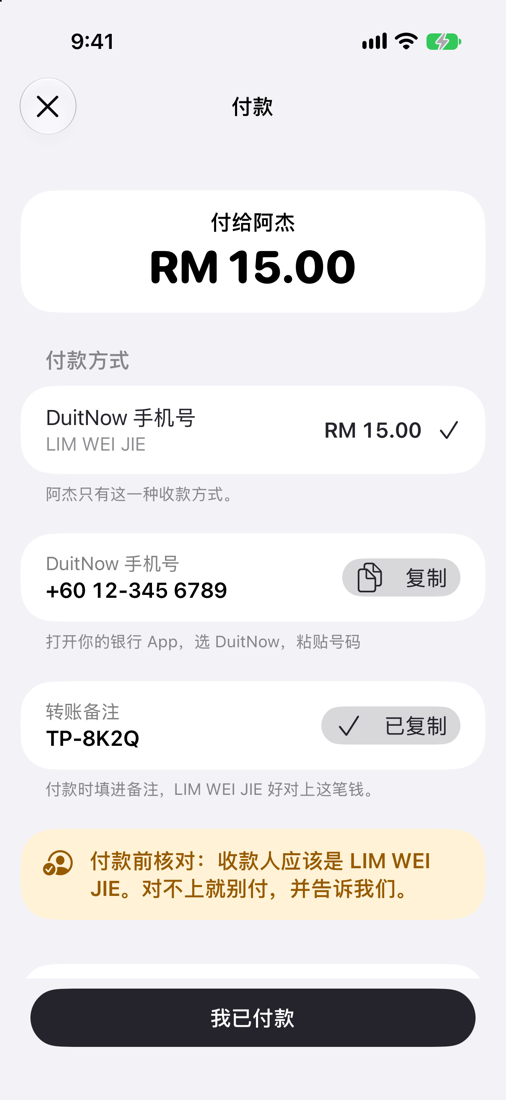 9:41
付款
付给阿杰
RM 15.00
付款方式
DuitNow 手机号
LIM WEI JIE
RM 15.00
阿杰只有这一种收款方式。
DuitNow 手机号
+60 12-345 6789
复制
打开你的银行 App，选 DuitNow，粘贴号码
转账备注
TP-8K2Q
已复制
付款时填进备注，LIM WEI JIE 好对上这笔钱。
付款前核对：收款人应该是 LIM WEI
JIE。对不上就别付，并告诉我们。
我已付款